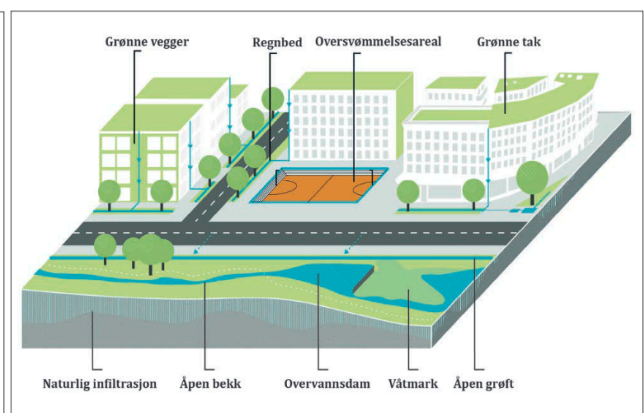 Grønne vegger
Regnbed
Oversvømmelsesareal
Grønne tak
Naturlig infiltrasjon
Åpen bekk
Overvannsdam
Våtmark
Åpen grøft